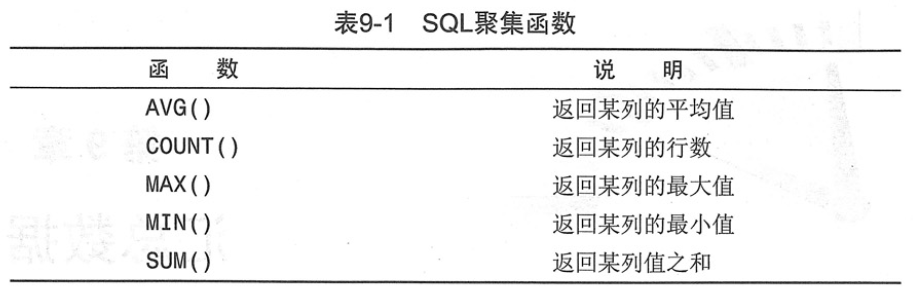 表9-1 SQL聚集函数
函 数 说 明
AVG() 返回某列的平均值
COUNT() 返回某列的行数
MAX() 返回某列的最大值
MIN() 返回某列的最小值
SUM() 返回某列值之和